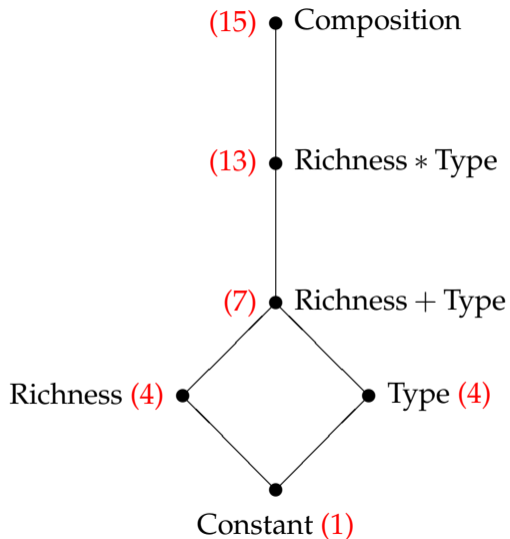 (15) Composition
(13) Richness ∗ Type
(7) Richness + Type
Richness (4) Type (4)
Constant (1)